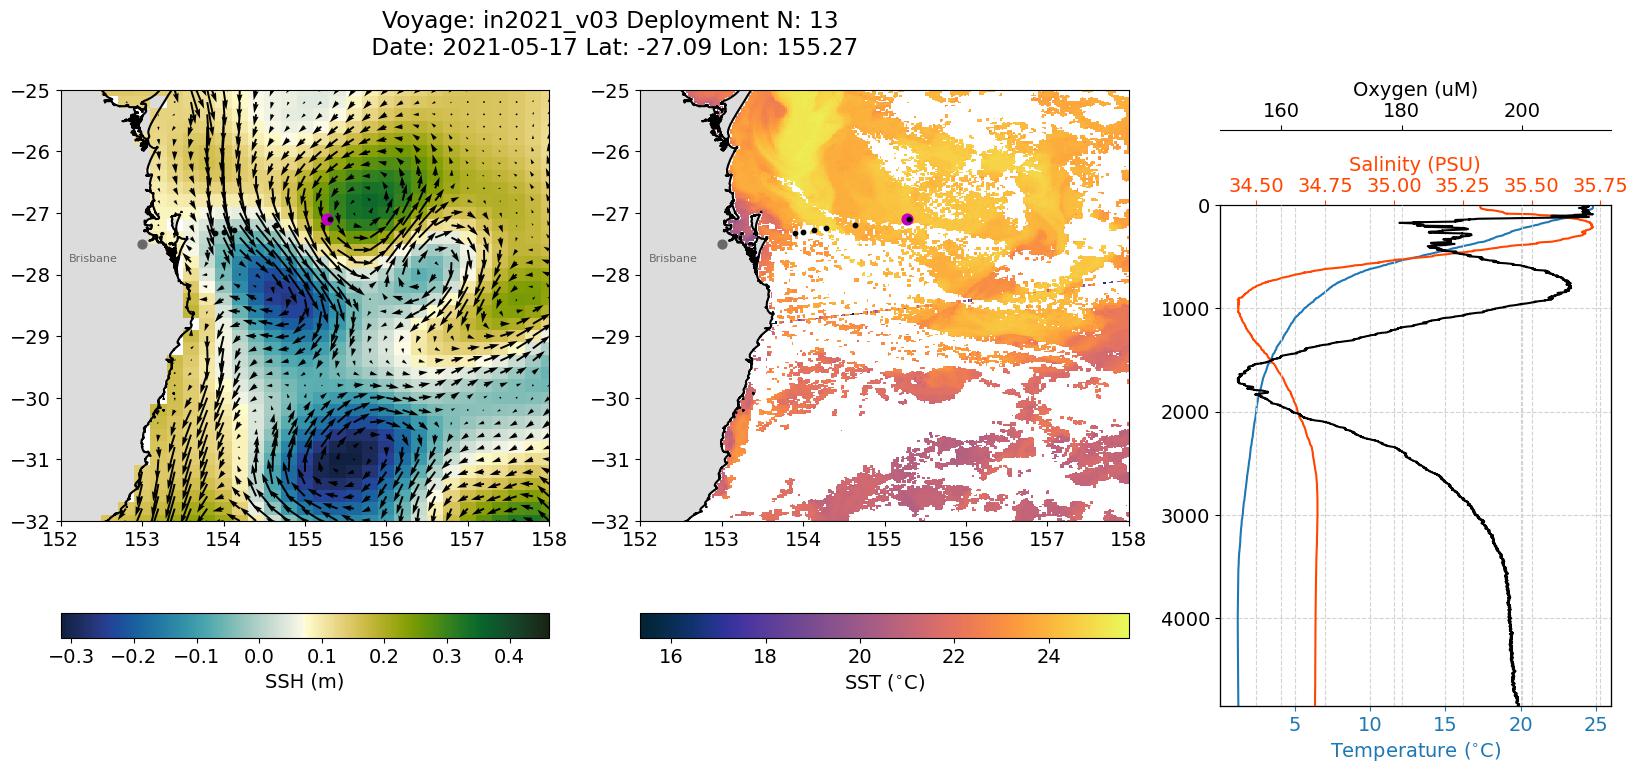 Voyage: in2021_v03 Deployment N: 13
Date: 2021-05-17 Lat: -27.09 Lon: 155.27
−25
−26
−27
−28
−29
−30
−31
−32
152 153 154 155 156 157 158
Brisbane
−0.3 −0.2 −0.1 0.0 0.1 0.2 0.3 0.4
SSH (m)
−25
−26
−27
−28
−29
−30
−31
−32
152 153 154 155 156 157 158
Brisbane
16 18 20 22 24
SST (°C)
Oxygen (uM)
160 180 200
Salinity (PSU)
34.50 34.75 35.00 35.25 35.50 35.75
0
1000
2000
3000
4000
5 10 15 20 25
Temperature (°C)